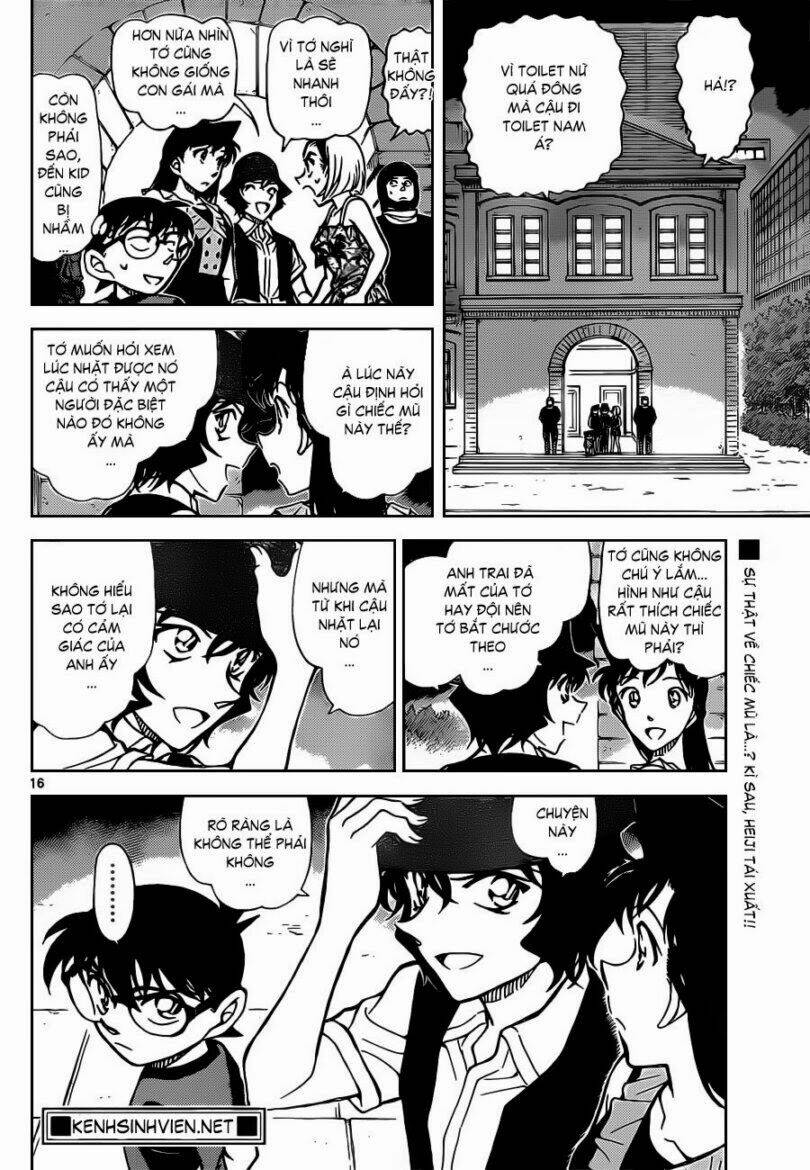 HẢ!?
VÌ TOILET NỮ
QUÁ ĐÔNG
MÀ CẬU ĐI
TOILET NAM
Á?
THẬT
KHÔNG
ĐẤY?!
VÌ TỚ NGHĨ
LÀ SẼ
NHANH
THÔI
HƠN NỮA NHÌN
TỚ CŨNG
KHÔNG GIỐNG
CON GÁI MÀ
...
CÒN
KHÔNG
PHẢI
SAO,
ĐẾN KID
CŨNG
BỊ
NHẦM
...
À LÚC NÃY
CẬU ĐỊNH HỎI
GÌ CHIẾC MŨ
NÀY THẾ?
TỚ MUỐN HỎI XEM
LÚC NHẶT ĐƯỢC NÓ
CẬU CÓ THẤY MỘT
NGƯỜI ĐẶC BIỆT
NÀO ĐÓ KHÔNG
ẤY MÀ
...
TỚ CŨNG KHÔNG
CHÚ Ý LẮM...
HÌNH NHƯ CẬU
RẤT THÍCH CHIẾC
MŨ NÀY THÌ
PHẢI?
ANH TRAI ĐÃ
MẤT CỦA TỚ
HAY ĐỘI NÊN
TỚ BẮT CHƯỚC
THEO
...
NHƯNG MÀ
TỪ KHI CẬU
NHẶT LẠI
NÓ
...
KHÔNG HIỂU
SAO TỚ LẠI
CÓ CẢM
GIÁC CỦA
ANH ẤY
...
16
CHUYỆN
NÀY
...
RÕ RÀNG LÀ
KHÔNG THỂ PHẢI
KHÔNG
...
......
SỰ THẬT VỀ CHIẾC MŨ LÀ...? KÌ SAU, HEIJI TÁI XUẤT!!
KENHSINHVIEN.NET